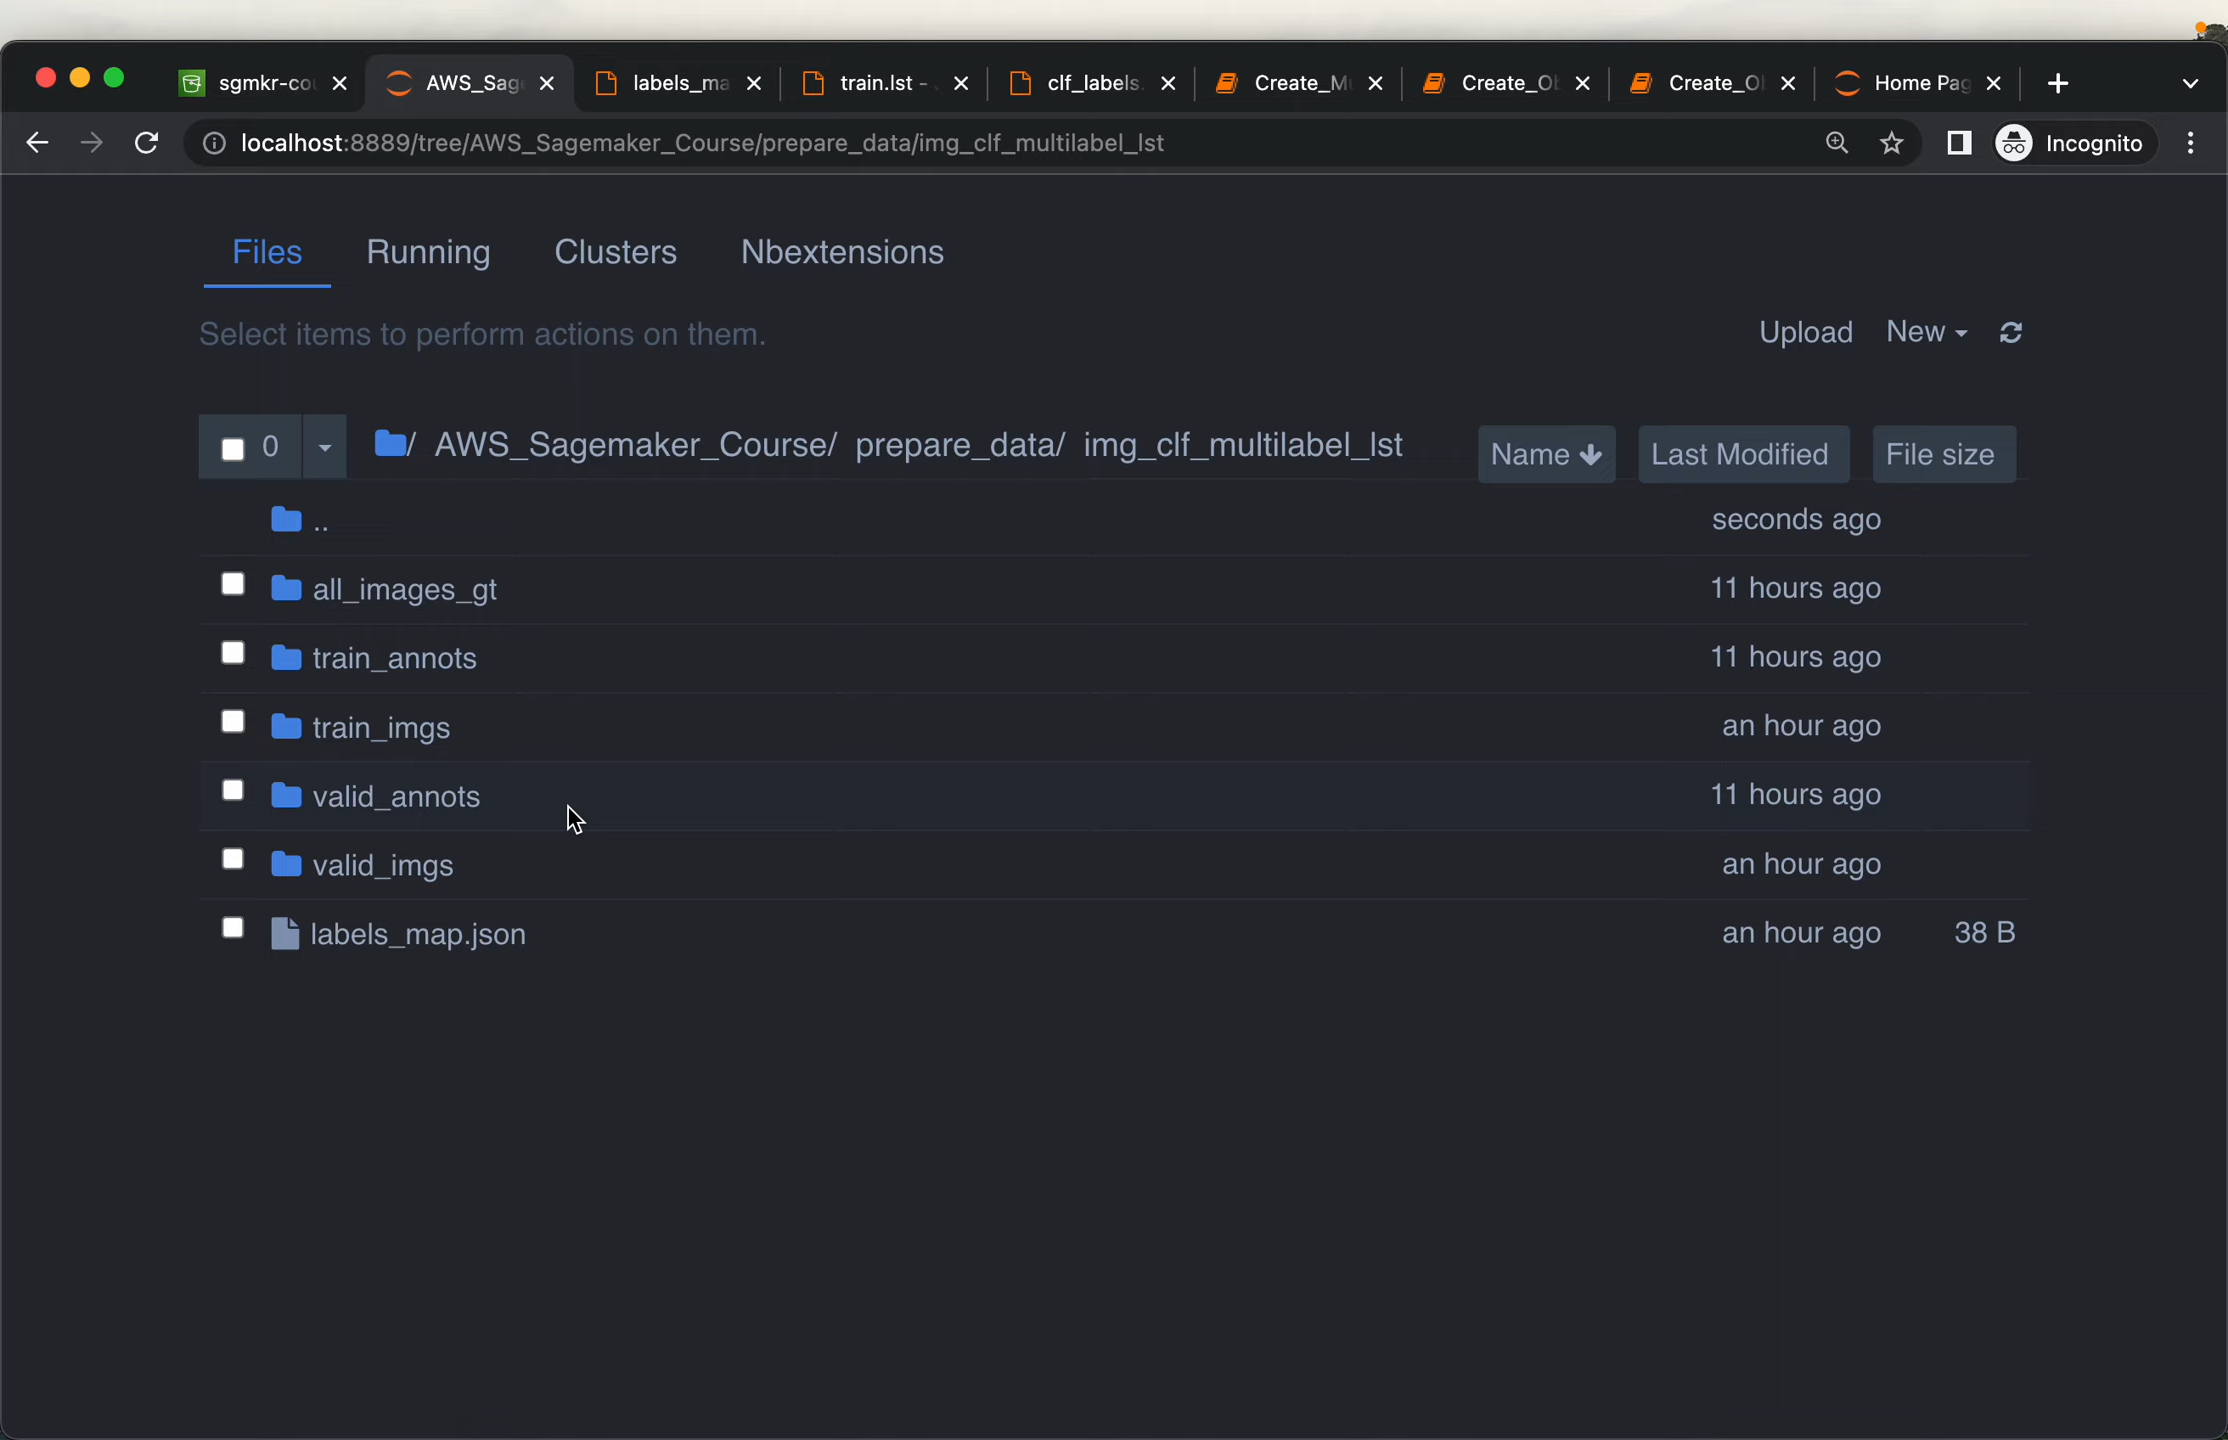 sgmkr-co
AWS_Sag
labels_ma
train.lst -
clf_labels.
Create_M
Create_O
Create_O
Home Pag
localhost:8889/tree/AWS_Sagemaker_Course/prepare_data/img_clf_multilabel_lst
Incognito
Files Running Clusters Nbextensions
Select items to perform actions on them.
Upload New
0 / AWS_Sagemaker_Course/ prepare_data/ img_clf_multilabel_lst
Name Last Modified File size
.. seconds ago
all_images_gt 11 hours ago
train_annots 11 hours ago
train_imgs an hour ago
valid_annots 11 hours ago
valid_imgs an hour ago
labels_map.json an hour ago 38 B